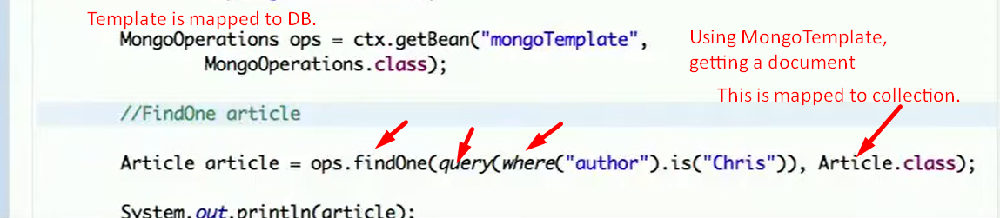 Template is mapped to DB.
MongoOperations ops = ctx.getBean("mongoTemplate",
MongoOperations.class);
Using MongoTemplate,
getting a document
This is mapped to collection.
//FindOne article
Article article = ops.findOne(query(where("author").is("Chris")), Article.class);
System.out.println(article);